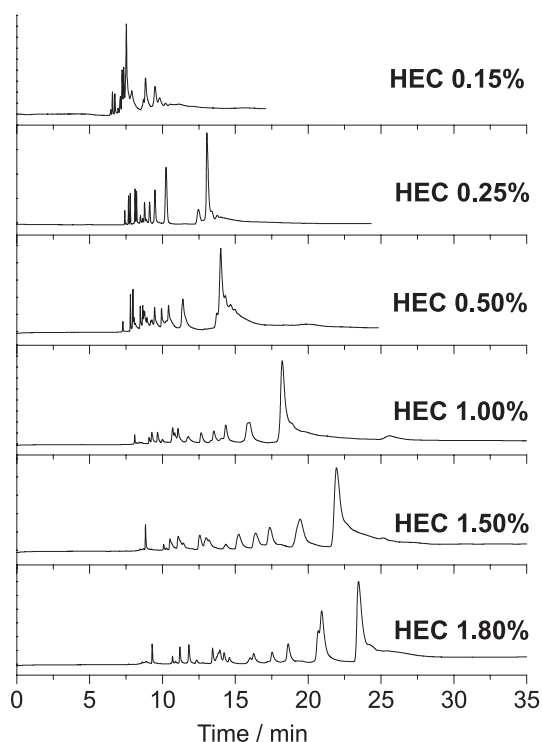 HEC 0.15%
HEC 0.25%
HEC 0.50%
HEC 1.00%
HEC 1.50%
HEC 1.80%
0 5 10 15 20 25 30 35
Time / min